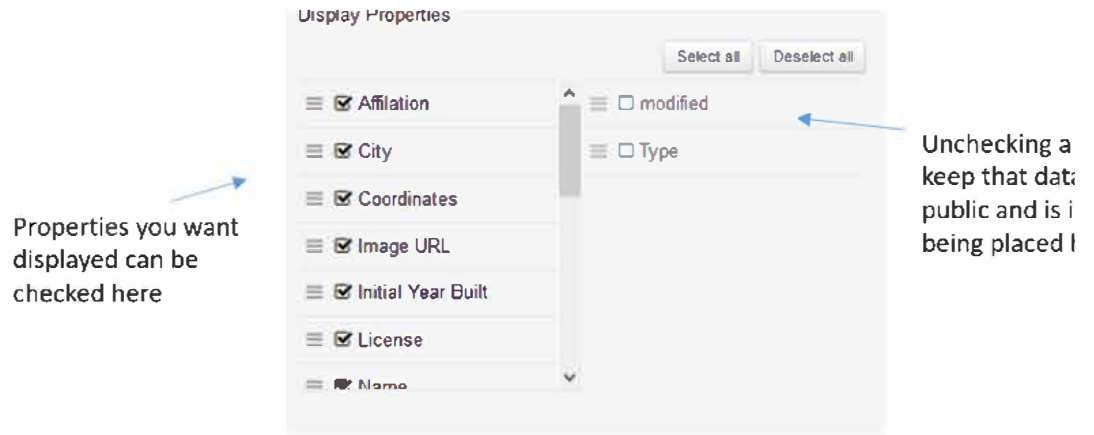 Display Properties
Select all
Deselect all
Affilation
City
Coordinates
Image URL
Initial Year Built
License
Name
modified
Type
Properties you want
displayed can be
checked here
Unchecking a
keep that data
public and is i
being placed